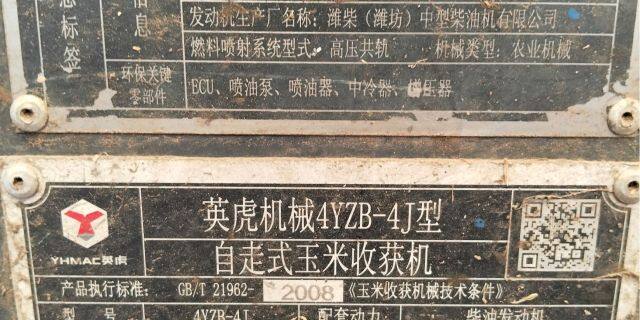 息标签
信息
发动机生产厂名称：潍柴（潍坊）中型柴油机有限公司
燃料喷射系统型式：高压共轨 机械类型：农业机械
环保关键
零部件
ECU、喷油泵、喷油器、中冷器、增压器
英虎机械4YZB-4J型
自走式玉米收获机
YHMAC英虎
产品执行标准：GB/T 21962-2008《玉米收获机械技术条件》
型号 4YZB-4J 配套动力 柴油发动机